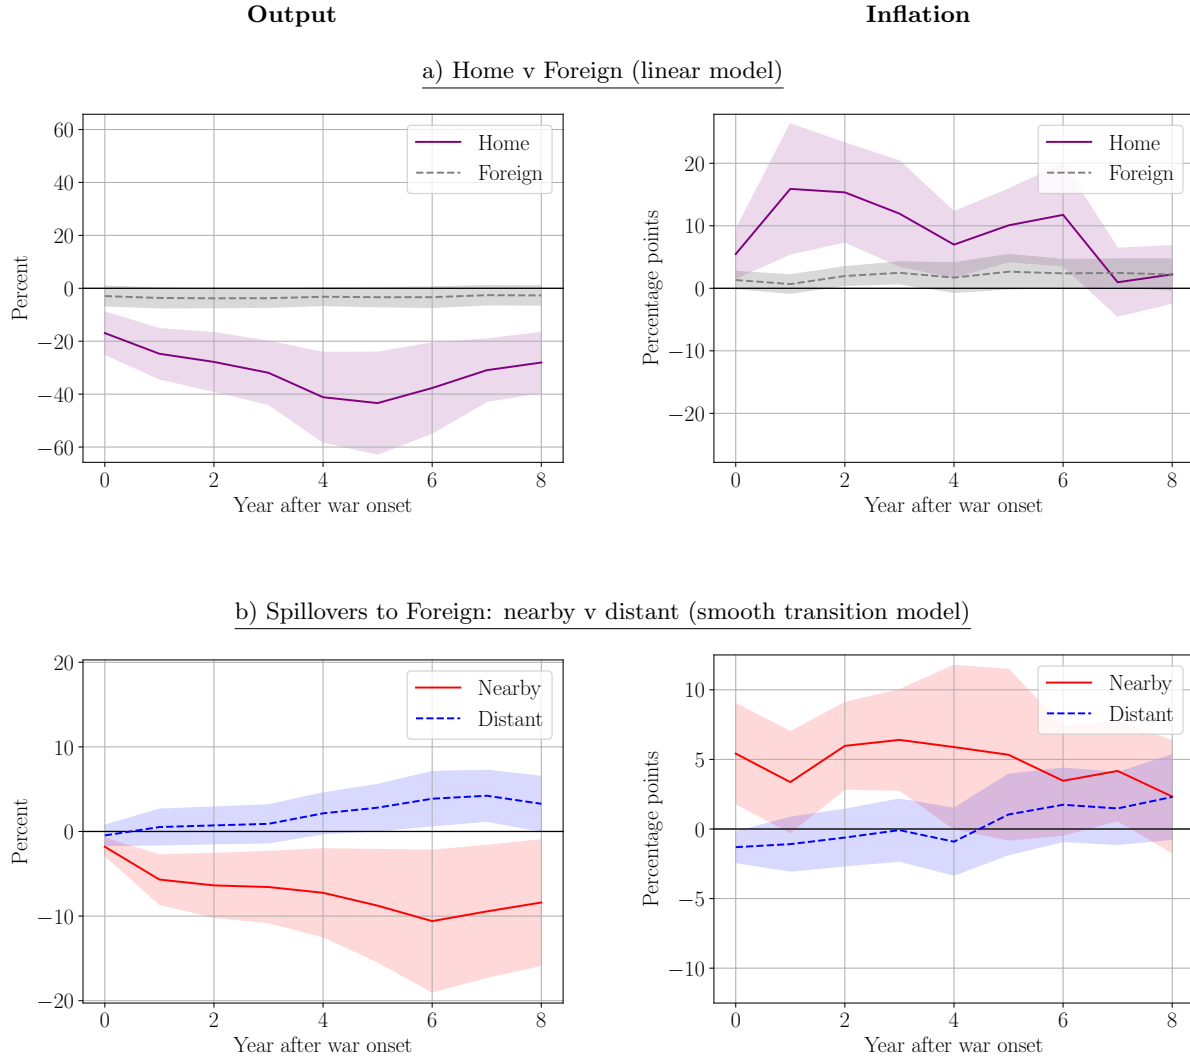 Output
Inflation
a) Home v Foreign (linear model)
60
40
20
0
−20
−40
−60
Percent
Home
Foreign
0 2 4 6 8
Year after war onset
20
10
0
−10
−20
Percentage points
Home
Foreign
0 2 4 6 8
Year after war onset
b) Spillovers to Foreign: nearby v distant (smooth transition model)
20
10
0
−10
−20
Percent
Nearby
Distant
0 2 4 6 8
Year after war onset
10
5
0
−5
−10
Percentage points
Nearby
Distant
0 2 4 6 8
Year after war onset